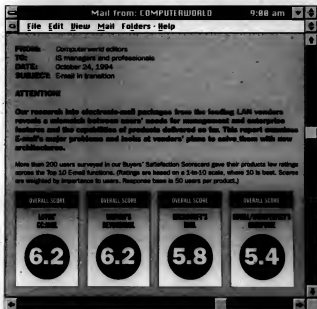 Mail from: COMPUTERWORLD 9:00 am
File Edit View Mail Folders Help
FROM: Computerworld editors
TO: IS managers and professionals
DATE: October 24, 1994
SUBJECT: E-mail in transition
ATTENTION!
Our research into electronic-mail packages from the leading LAN vendors
reveals a mismatch between users' needs for management and enterprise
features and the capabilities of products delivered so far. This report examines
E-mail's major problems and looks at vendors' plans to solve them with new
architectures.
More than 200 users surveyed in our Buyers' Satisfaction Scorecard gave their products low ratings
across the Top 10 E-mail functions. (Ratings are based on a 1-to-10 scale, where 10 is best. Scores
are weighted by importance to users. Response base is 50 users per product.)
OVERALL SCORE OVERALL SCORE OVERALL SCORE OVERALL SCORE
6.2 6.2 5.8 5.4